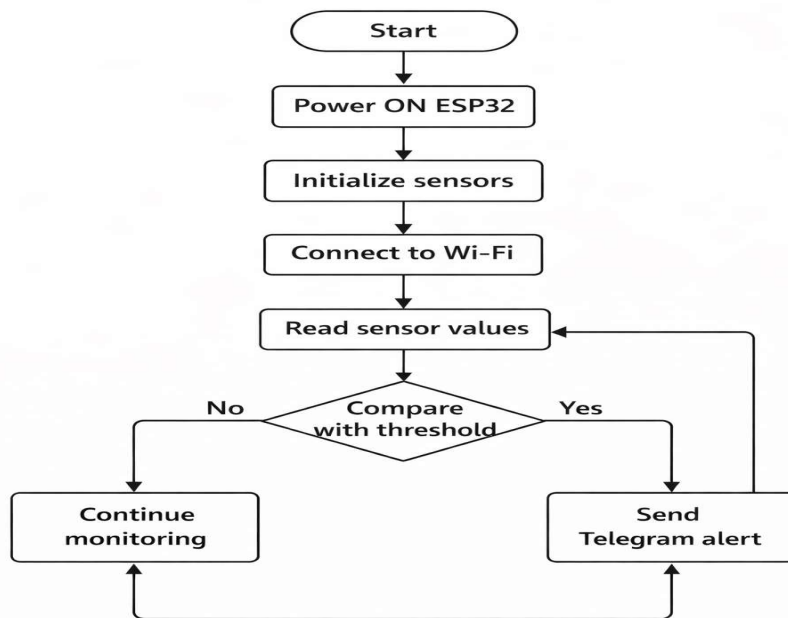 Start
Power ON ESP32
Initialize sensors
Connect to Wi-Fi
Read sensor values
No
Compare
with threshold
Yes
Continue
monitoring
Send
Telegram alert